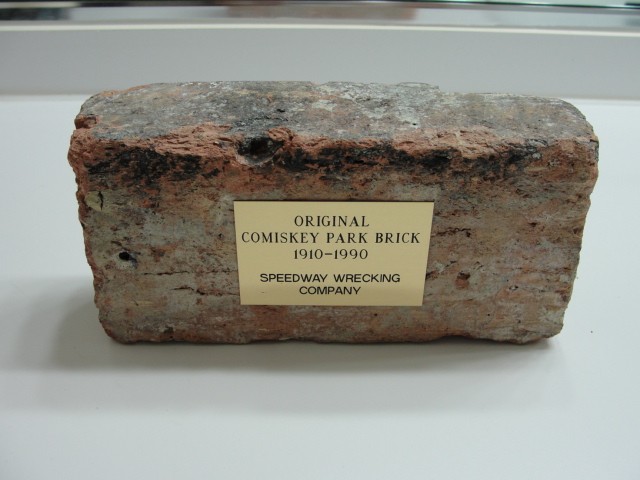 ORIGINAL
COMISKEY PARK BRICK
1910-1990
SPEEDWAY WRECKING
COMPANY